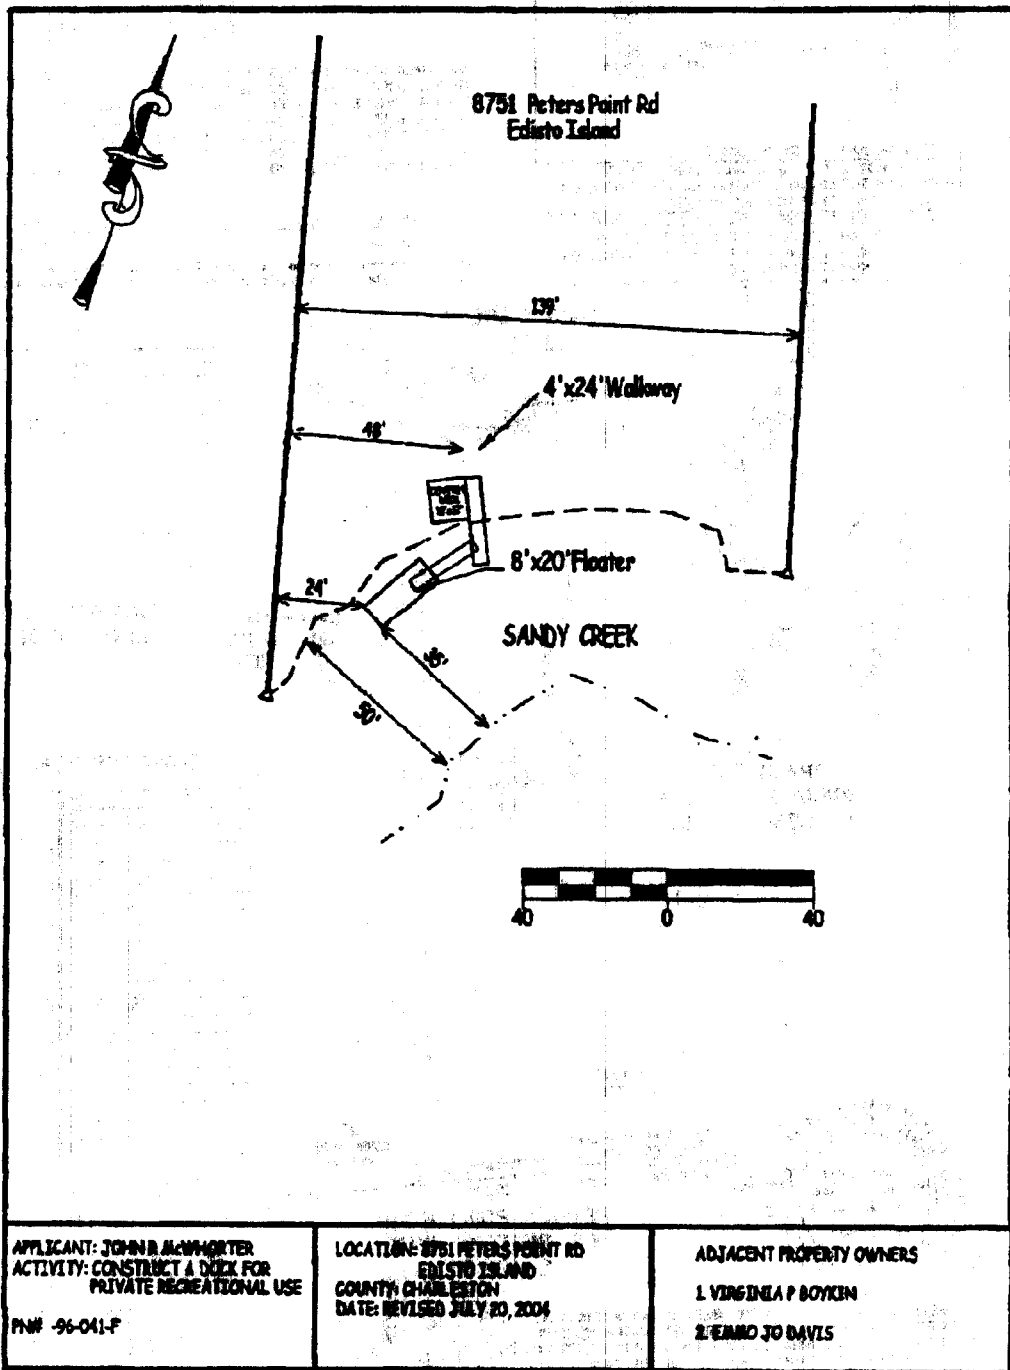 8751 Peters Point Rd
Edisto Island
139'
4'x24' Walkway
48'
8'x20' Floater
24'
SANDY CREEK
35'
50'
40 0 40
APPLICANT: JOHN B McWHORTER
ACTIVITY: CONSTRUCT A DOCK FOR
PRIVATE RECREATIONAL USE
PN# -96-041-F
LOCATION: 8751 PETERS POINT RD
EDISTO ISLAND
COUNTY: CHARLESTON
DATE: REVISED JULY 20, 2004
ADJACENT PROPERTY OWNERS
1. VIRGINIA P BOYKIN
2. JO DAVIS